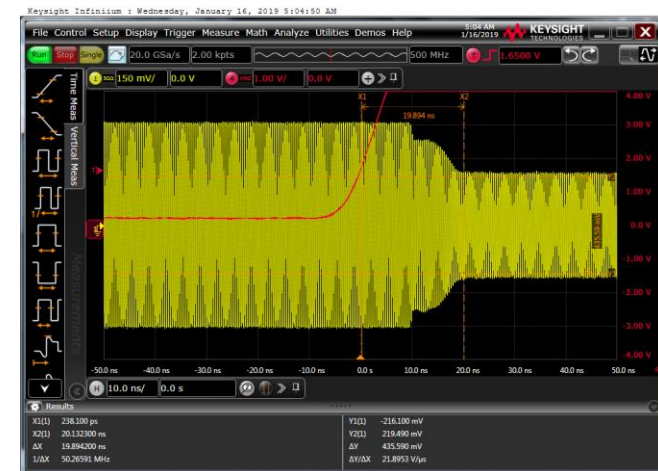 Keysight Infiniium : Wednesday, January 16, 2019 5:04:50 AM
File Control Setup Display Trigger Measure Math Analyze Utilities Demos Help
5:04 AM
1/16/2019
KEYSIGHT
TECHNOLOGIES
Run Stop Single 20.0 GSa/s 2.00 kpts 500 MHz 1.6500 V
1 50Ω 150 mV/ 0.0 V 4 1MΩ 1.00 V/ 0.0 V
Time Meas
Vertical Meas
Measurements
X1 X2
19.894 ns
4.00 V
3.00 V
2.00 V
1.00 V
0.0 V
-1.00 V
-2.00 V
-3.00 V
-4.00 V
435.59 mV
-50.0 ns -40.0 ns -30.0 ns -20.0 ns -10.0 ns 0.0 s 10.0 ns 20.0 ns 30.0 ns 40.0 ns 50.0 ns
H 10.0 ns/ 0.0 s
Results
X1(1) 238.100 ps Y1(1) -216.100 mV
X2(1) 20.132300 ns Y2(1) 219.490 mV
ΔX 19.894200 ns ΔY 435.590 mV
1/ΔX 50.26591 MHz ΔY/ΔX 21.8953 V/µs